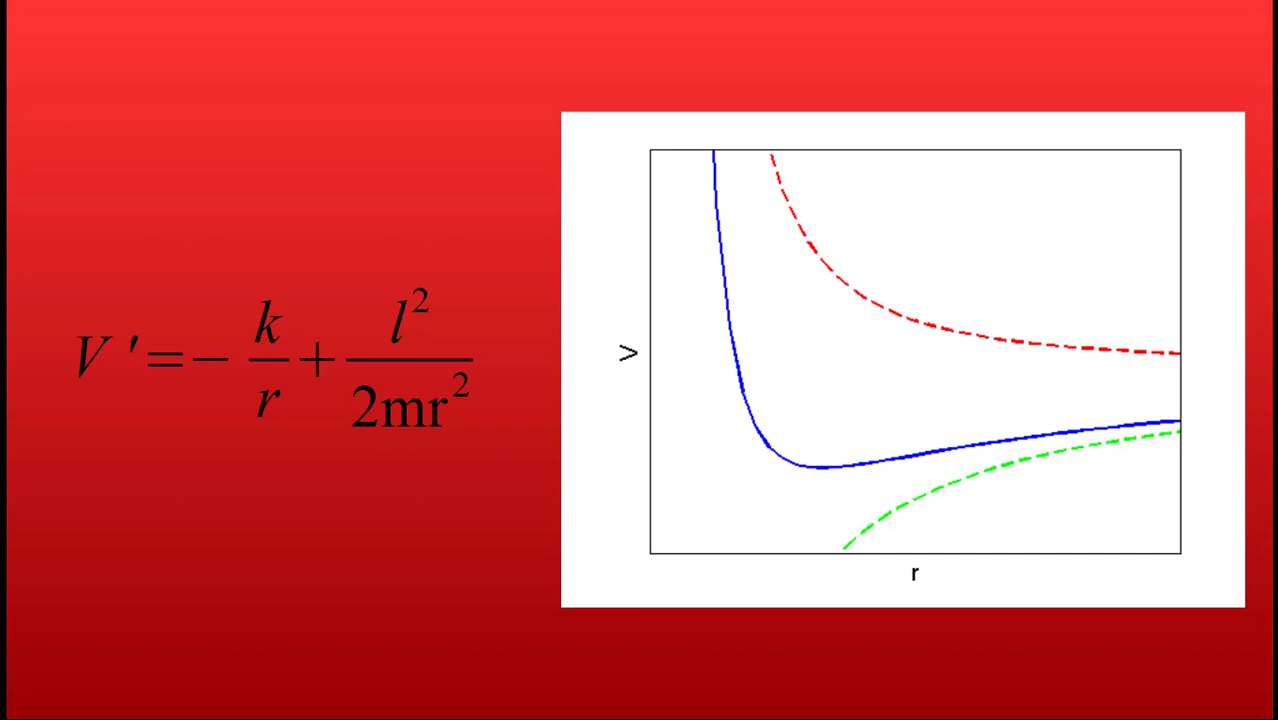 V '=− k/r + l²/2mr²
V
r